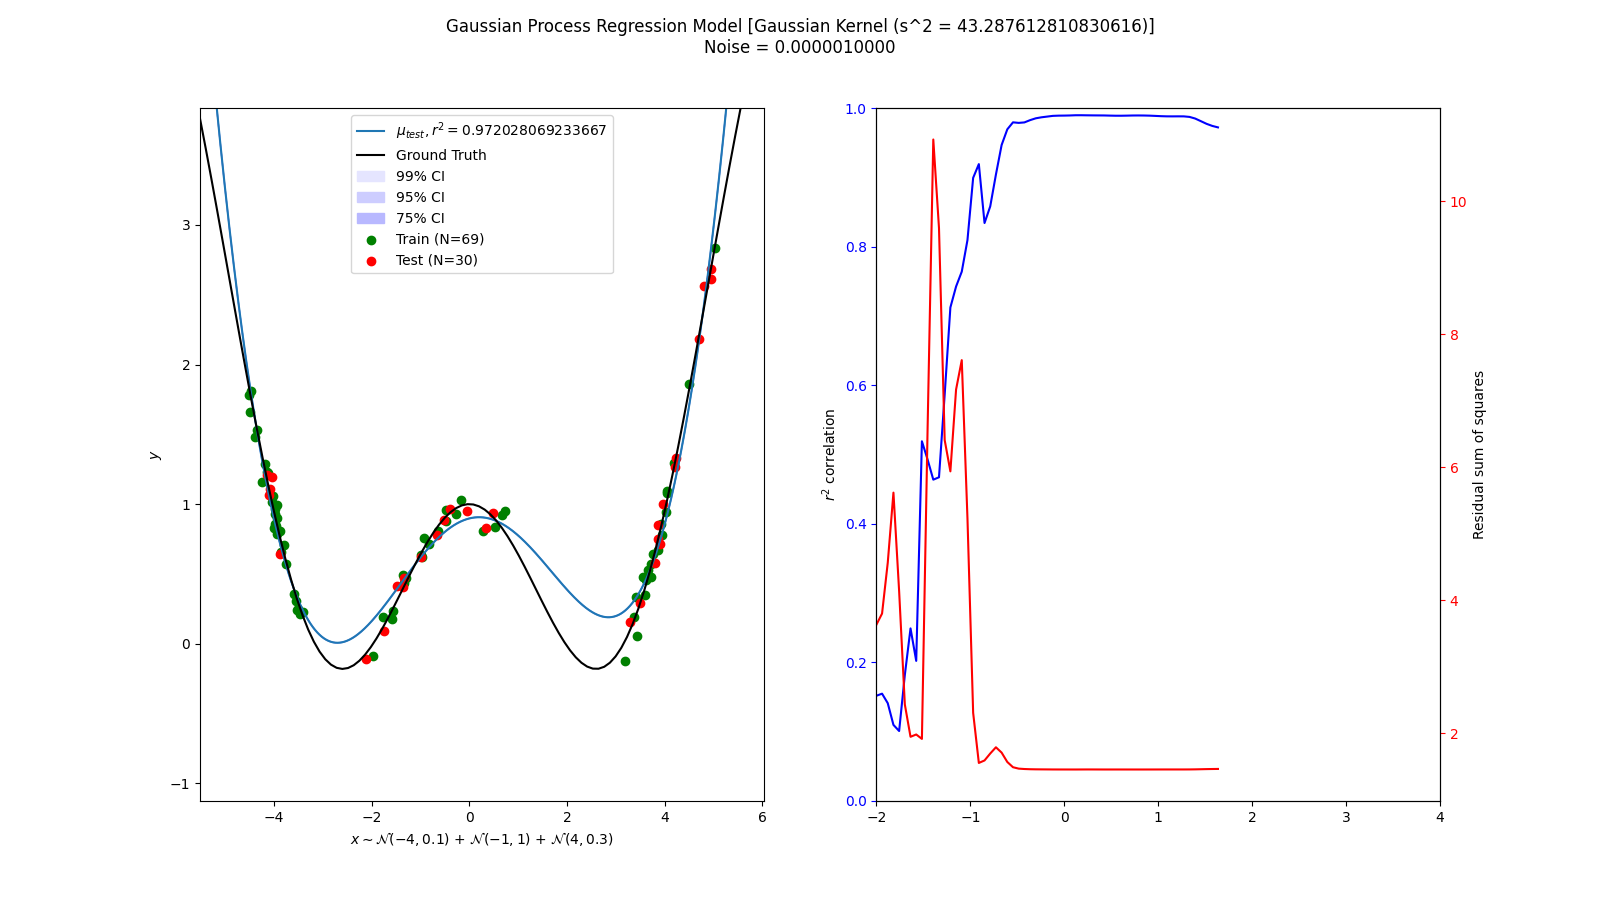 Gaussian Process Regression Model [Gaussian Kernel (s^2 = 43.287612810830616)]
Noise = 0.0000010000
μ_test, r² = 0.972028069233667
Ground Truth
99% CI
95% CI
75% CI
Train (N=69)
Test (N=30)
y
3
2
1
0
−1
−4
−2
0
2
4
6
x ~ 𝒩(−4, 0.1) + 𝒩(−1, 1) + 𝒩(4, 0.3)
r² correlation
1.0
0.8
0.6
0.4
0.2
0.0
−2
−1
0
1
2
3
4
10
8
6
4
2
Residual sum of squares